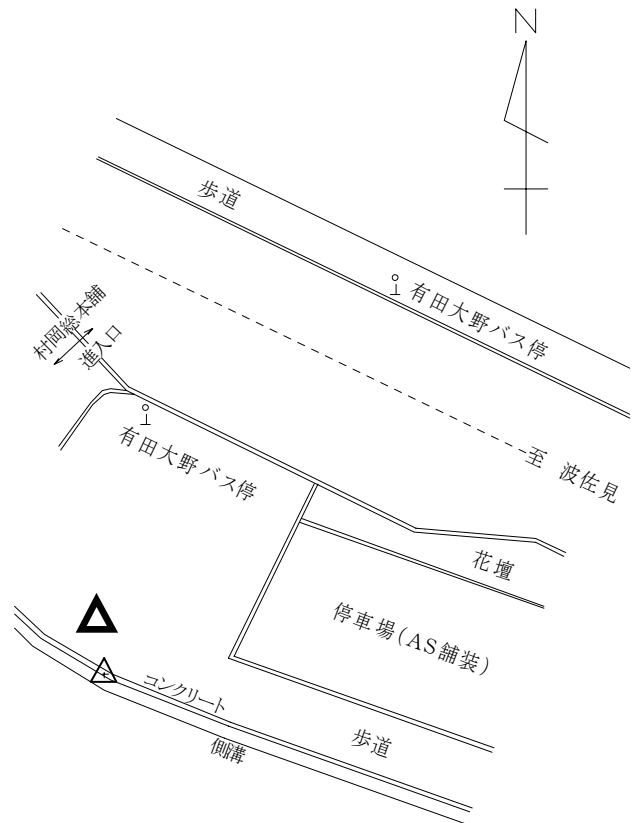 N
歩道
有田大野バス停
村岡総本舗
進入口
有田大野バス停
至 波佐見
花壇
停車場(AS舗装)
コンクリート
歩道
側溝